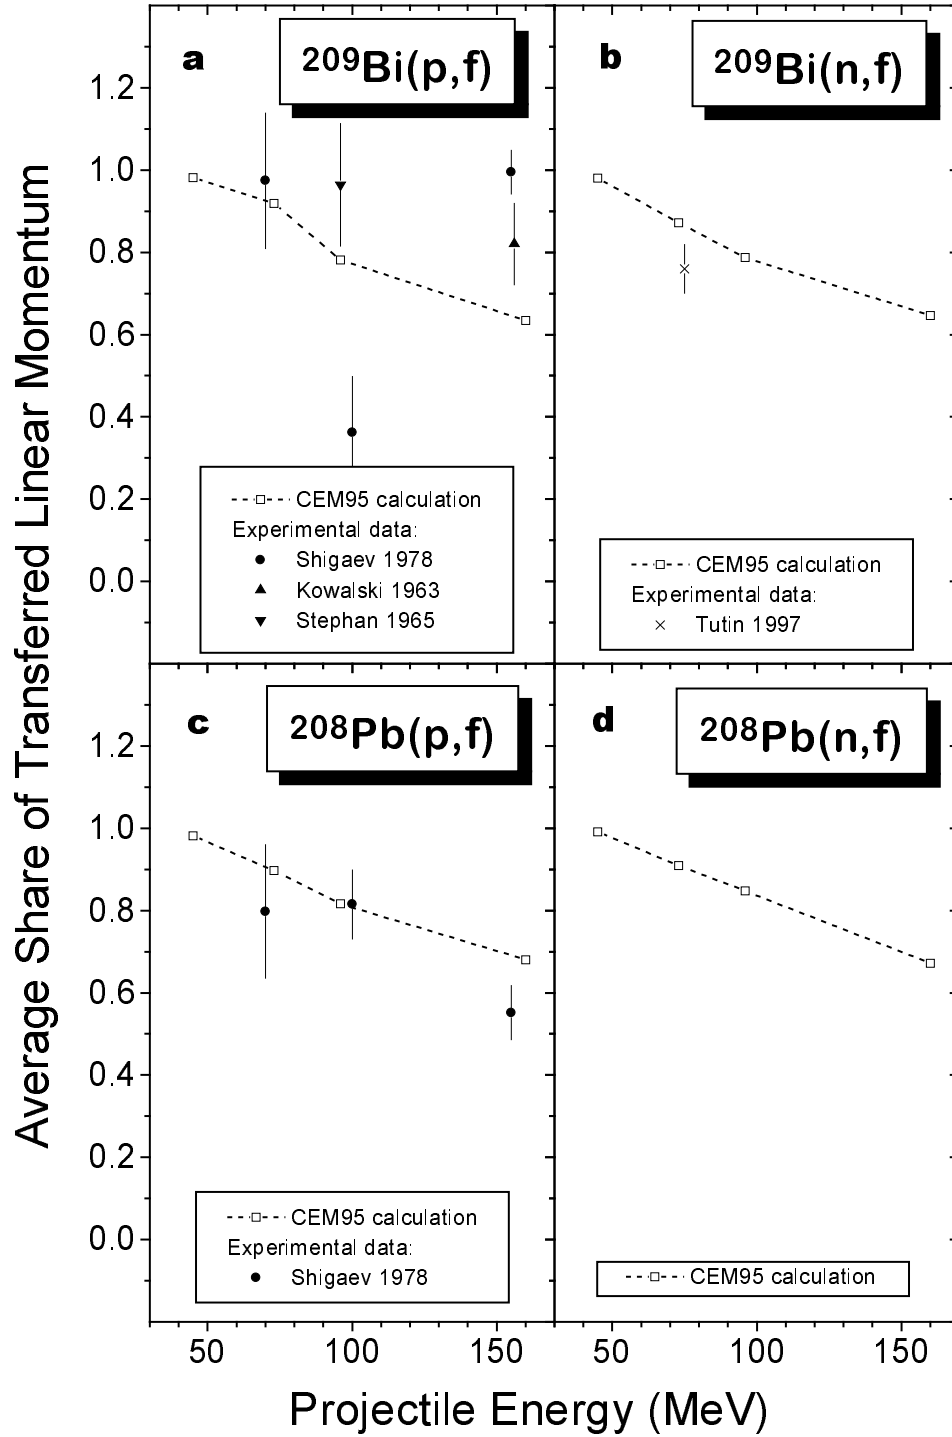 Average Share of Transferred Linear Momentum
a
²⁰⁹Bi(p,f)
1.2
1.0
0.8
0.6
0.4
0.2
0.0
CEM95 calculation
Experimental data:
Shigaev 1978
Kowalski 1963
Stephan 1965
b
²⁰⁹Bi(n,f)
CEM95 calculation
Experimental data:
Tutin 1997
c
²⁰⁸Pb(p,f)
1.2
1.0
0.8
0.6
0.4
0.2
0.0
CEM95 calculation
Experimental data:
Shigaev 1978
d
²⁰⁸Pb(n,f)
CEM95 calculation
50 100 150 50 100 150
Projectile Energy (MeV)